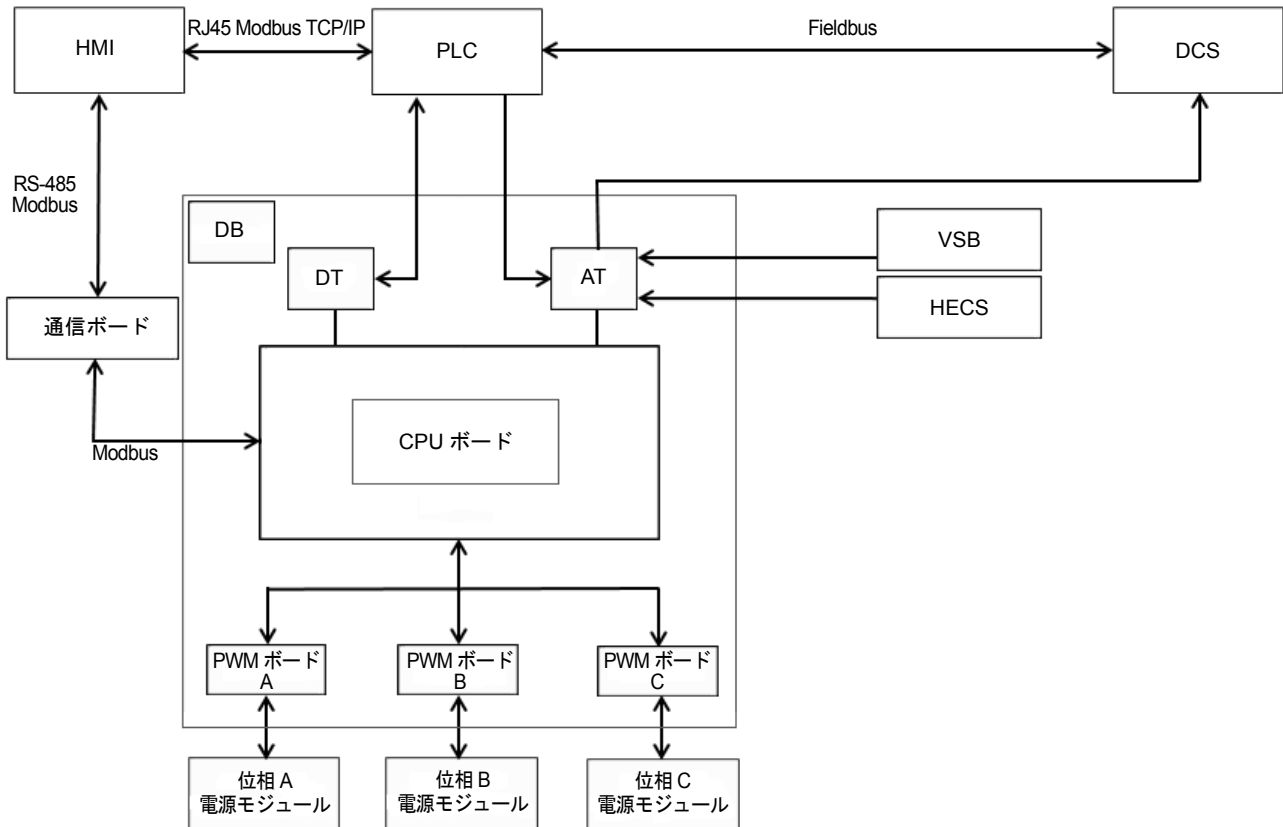 HMI
RJ45 Modbus TCP/IP
PLC
Fieldbus
DCS
RS-485
Modbus
DB
DT
AT
VSB
HECS
通信ボード
CPU ボード
Modbus
PWM ボード
A
PWM ボード
B
PWM ボード
C
位相 A
電源モジュール
位相 B
電源モジュール
位相 C
電源モジュール